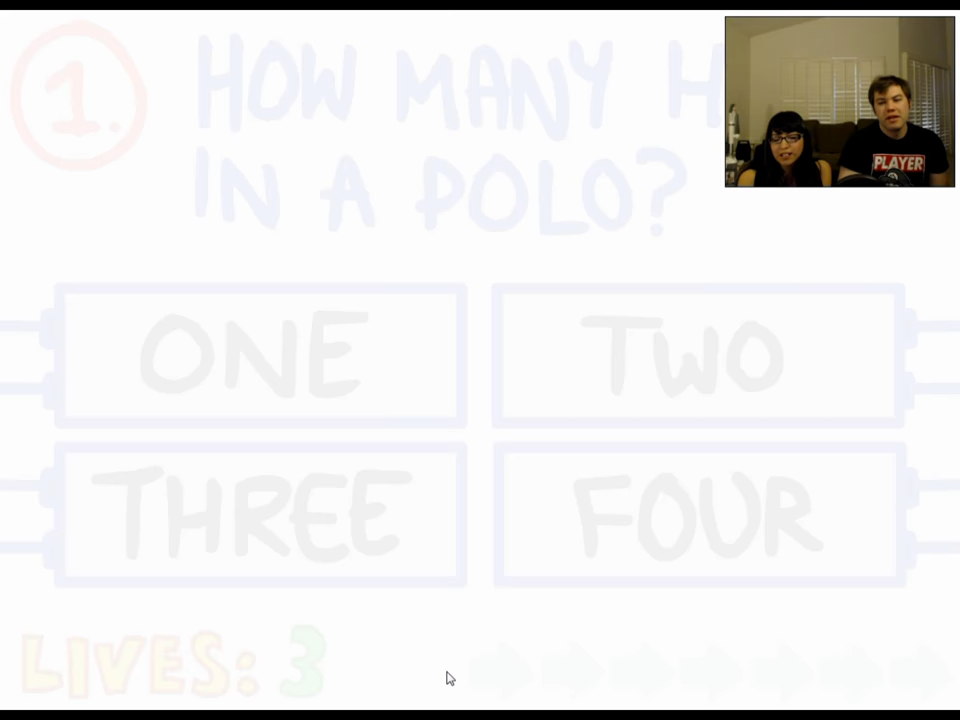 1.
HOW MANY H
IN A POLO?
PLAYER
ONE
TWO
THREE
FOUR
LIVES: 3